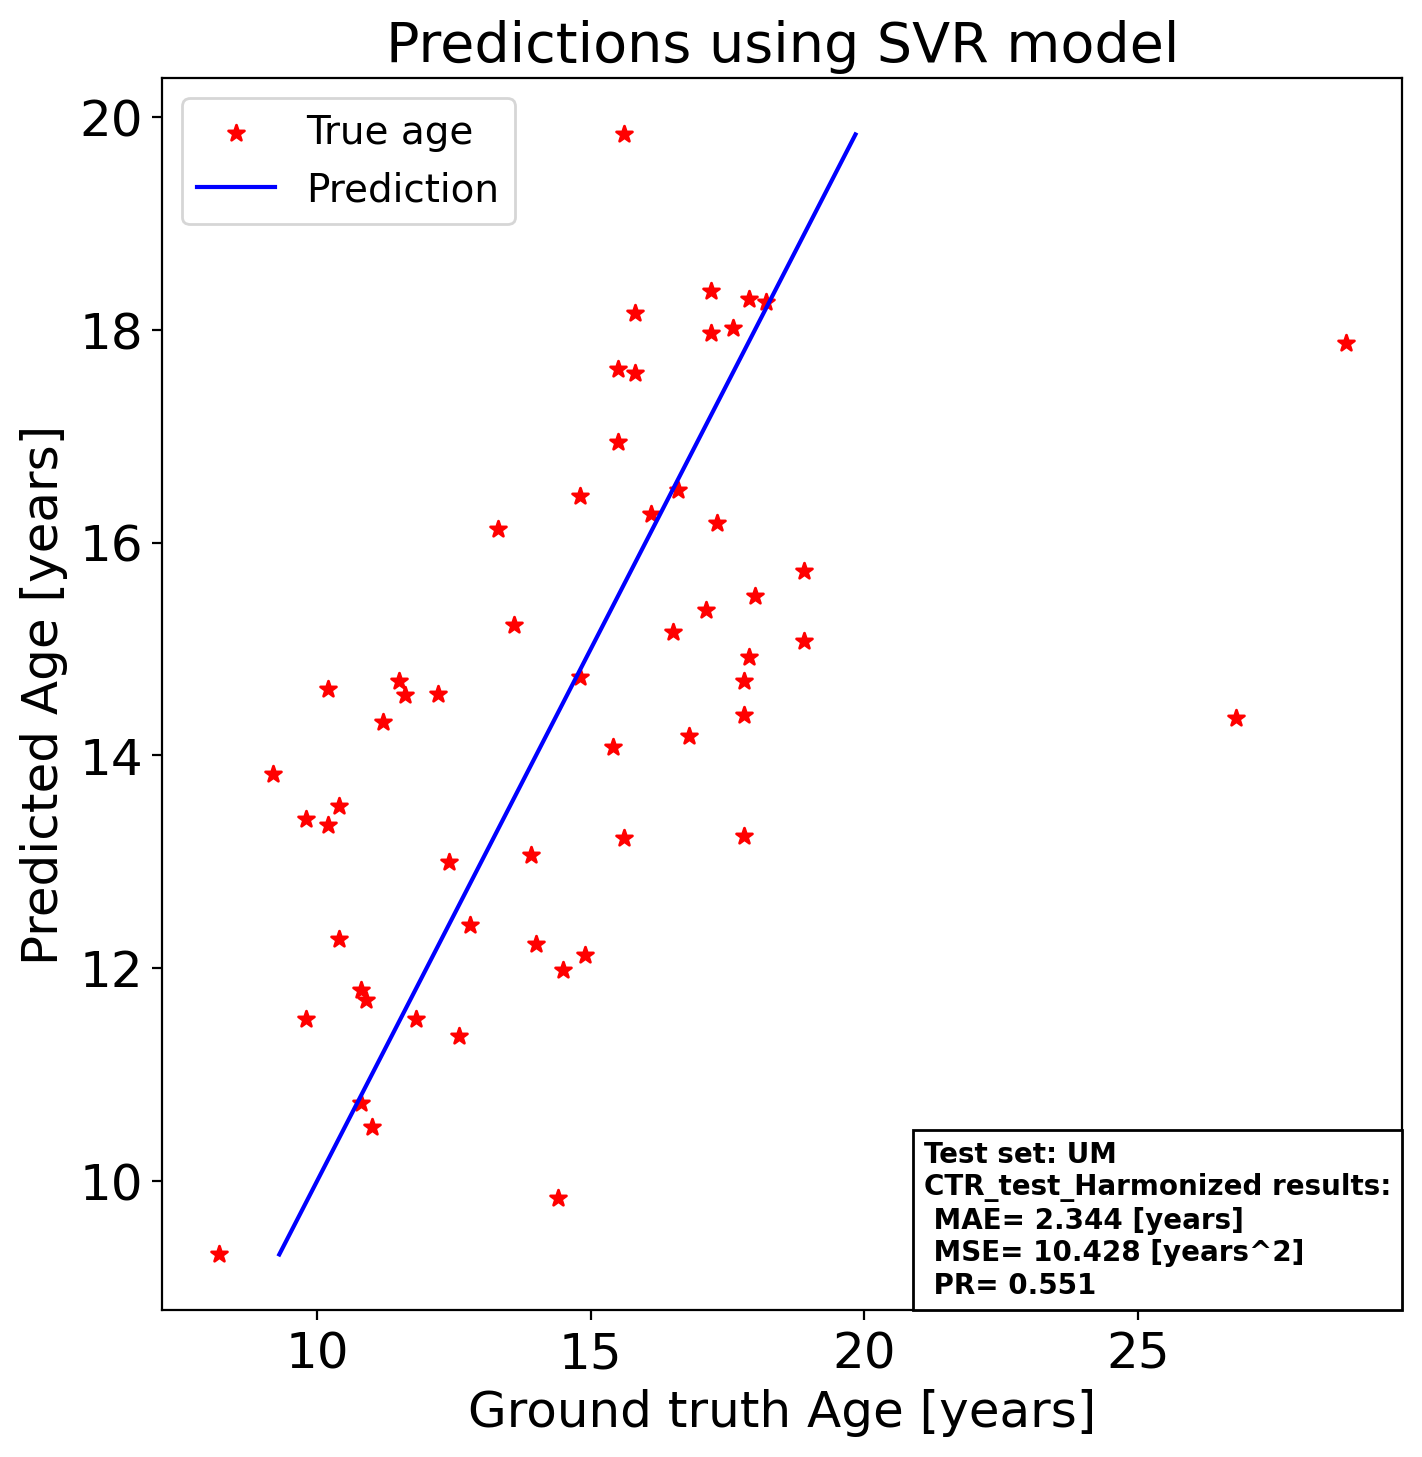 Predictions using SVR model
True age
Prediction
Predicted Age [years]
20
18
16
14
12
10
10 15 20 25
Ground truth Age [years]
Test set: UM
CTR_test_Harmonized results:
MAE= 2.344 [years]
MSE= 10.428 [years^2]
PR= 0.551